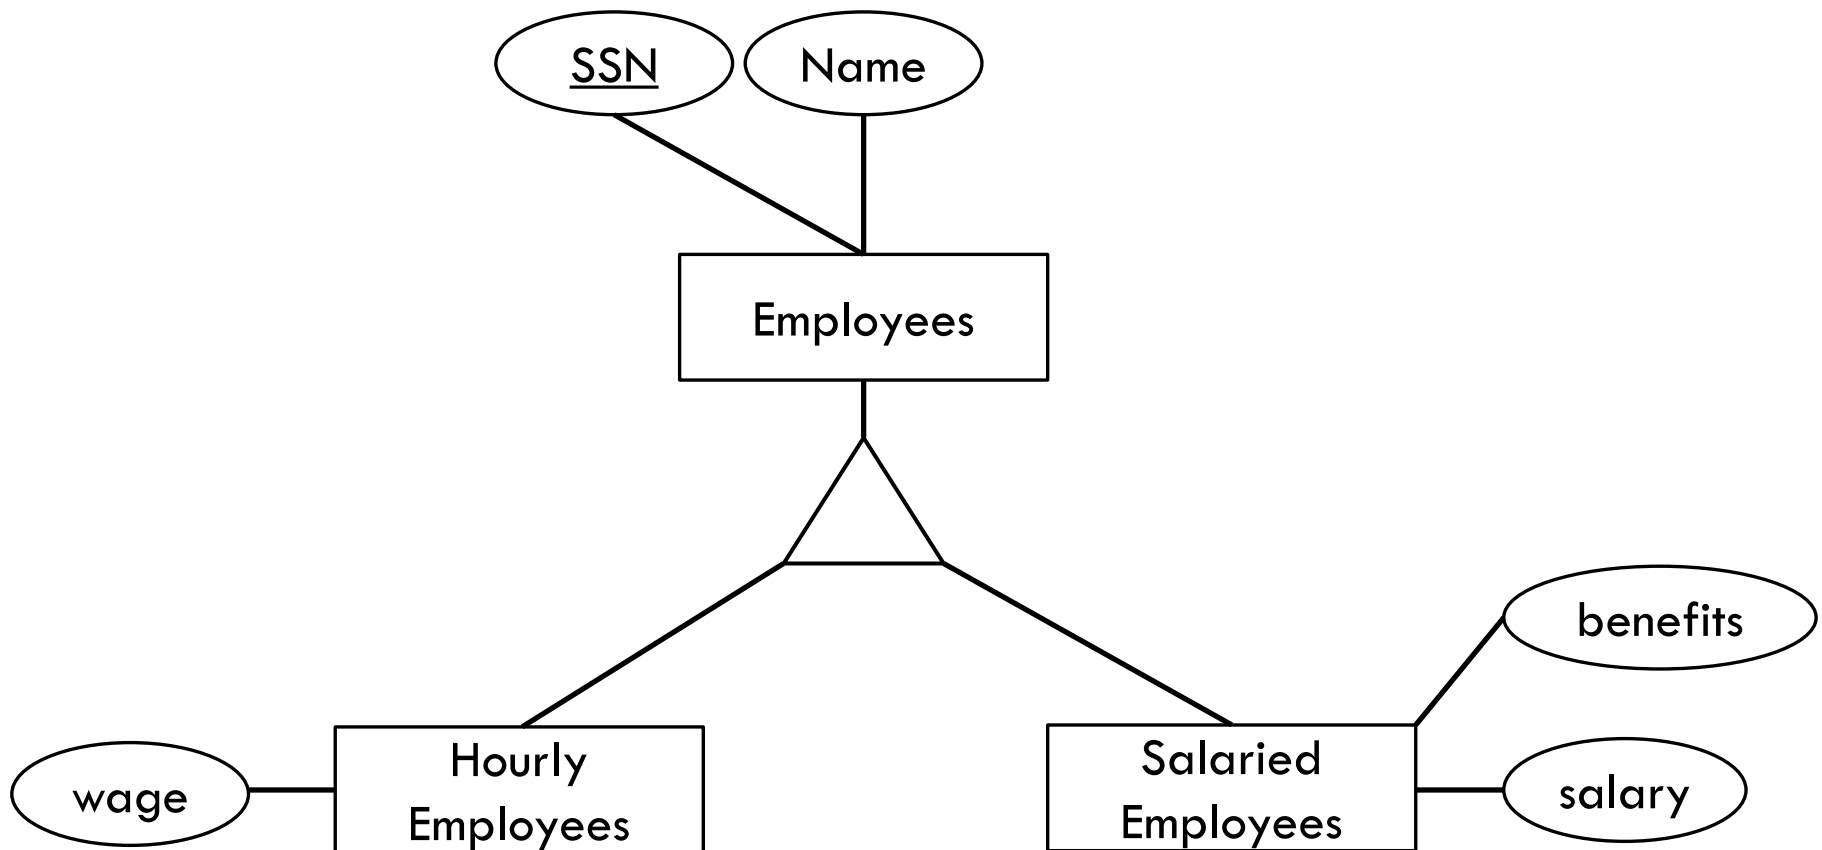 SSN
Name
Employees
benefits
Hourly
Employees
Salaried
Employees
wage
salary